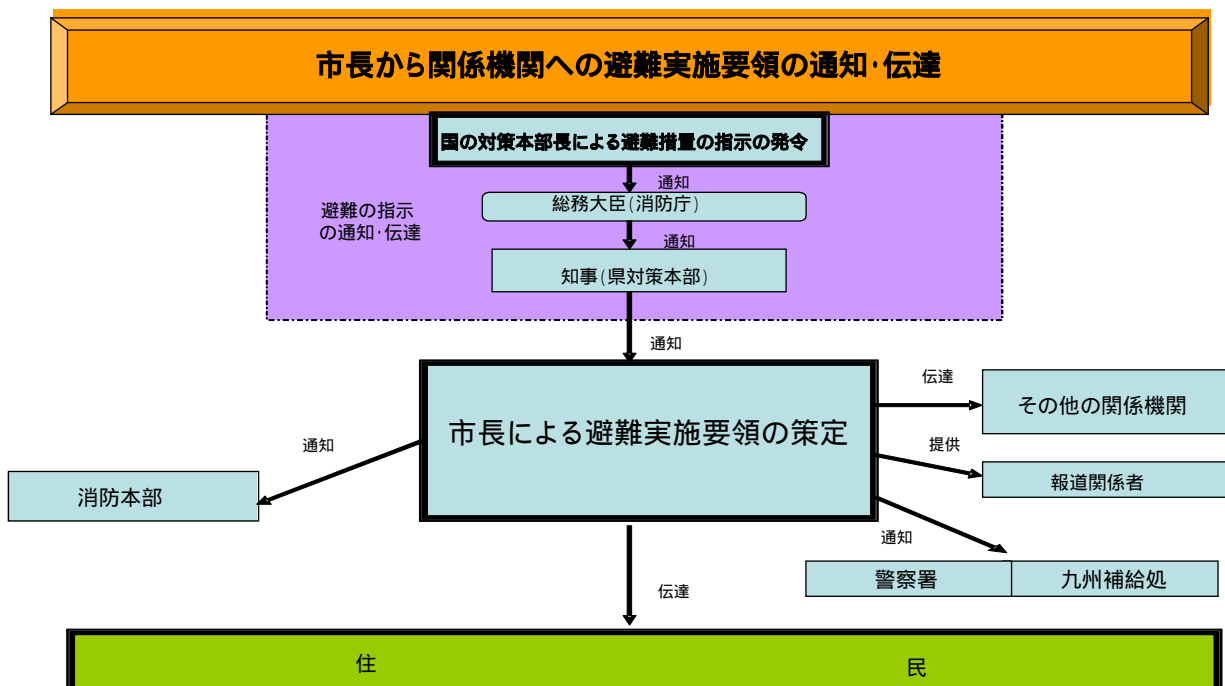 市長から関係機関への避難実施要領の通知･伝達
国の対策本部長による避難措置の指示の発令
通知
総務大臣(消防庁)
避難の指示
の通知･伝達
通知
知事(県対策本部)
通知
市長による避難実施要領の策定
伝達
その他の関係機関
提供
報道関係者
通知
消防本部
通知
警察署
九州補給処
伝達
住 民